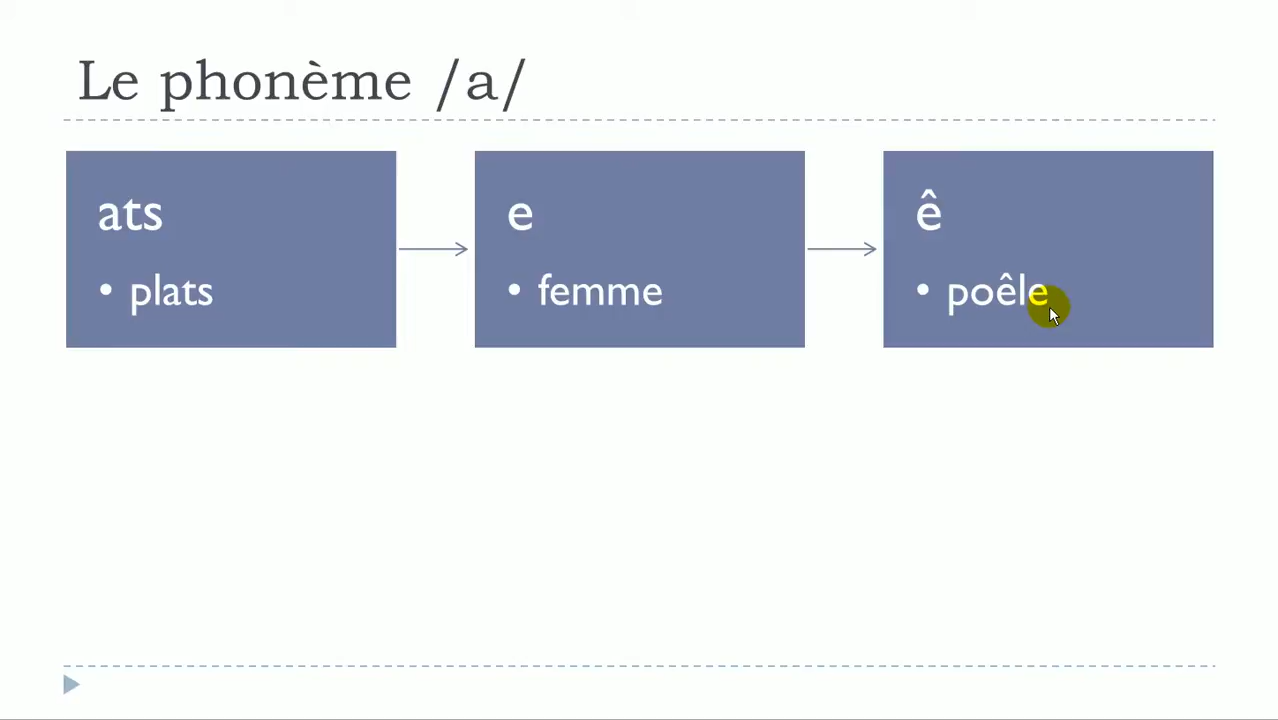 Le phonème /a/
ats
• plats
e
• femme
ê
• poêle